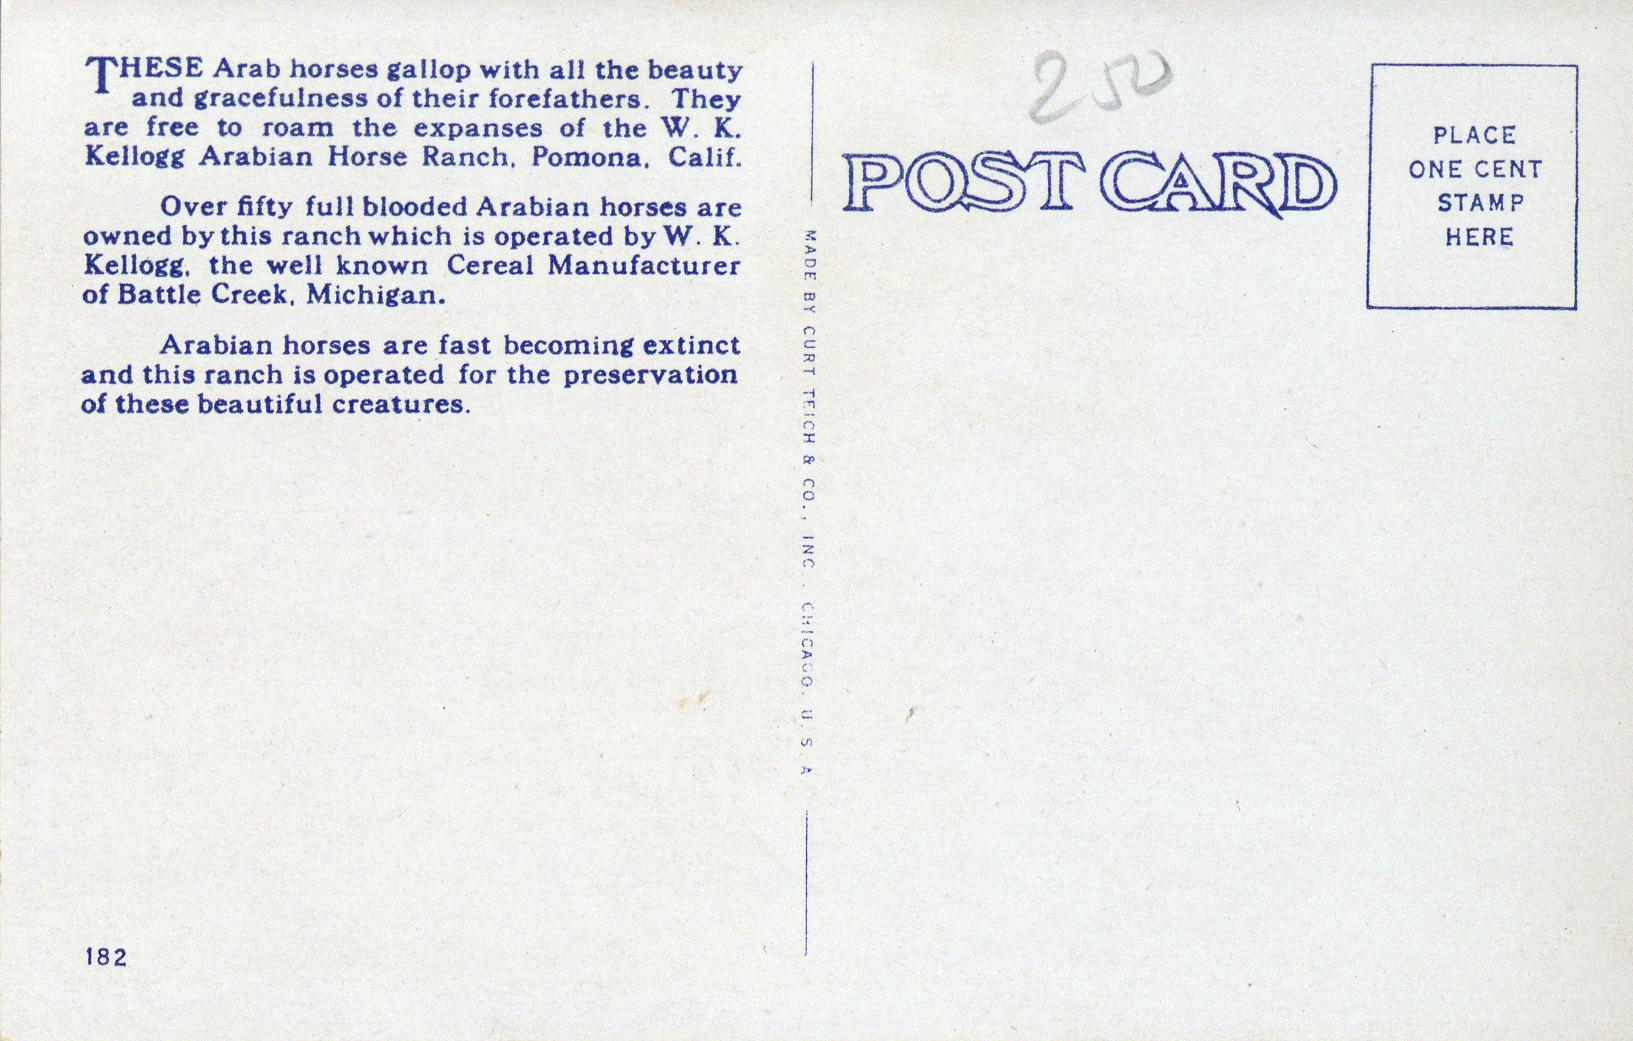 THESE Arab horses gallop with all the beauty
and gracefulness of their forefathers. They
are free to roam the expanses of the W. K.
Kellogg Arabian Horse Ranch, Pomona, Calif.
Over fifty full blooded Arabian horses are
owned by this ranch which is operated by W. K.
Kellogg, the well known Cereal Manufacturer
of Battle Creek, Michigan.
Arabian horses are fast becoming extinct
and this ranch is operated for the preservation
of these beautiful creatures.
182
MADE BY CURT TEICH & CO., INC., CHICAGO, U. S. A.
250
POST CARD
PLACE
ONE CENT
STAMP
HERE